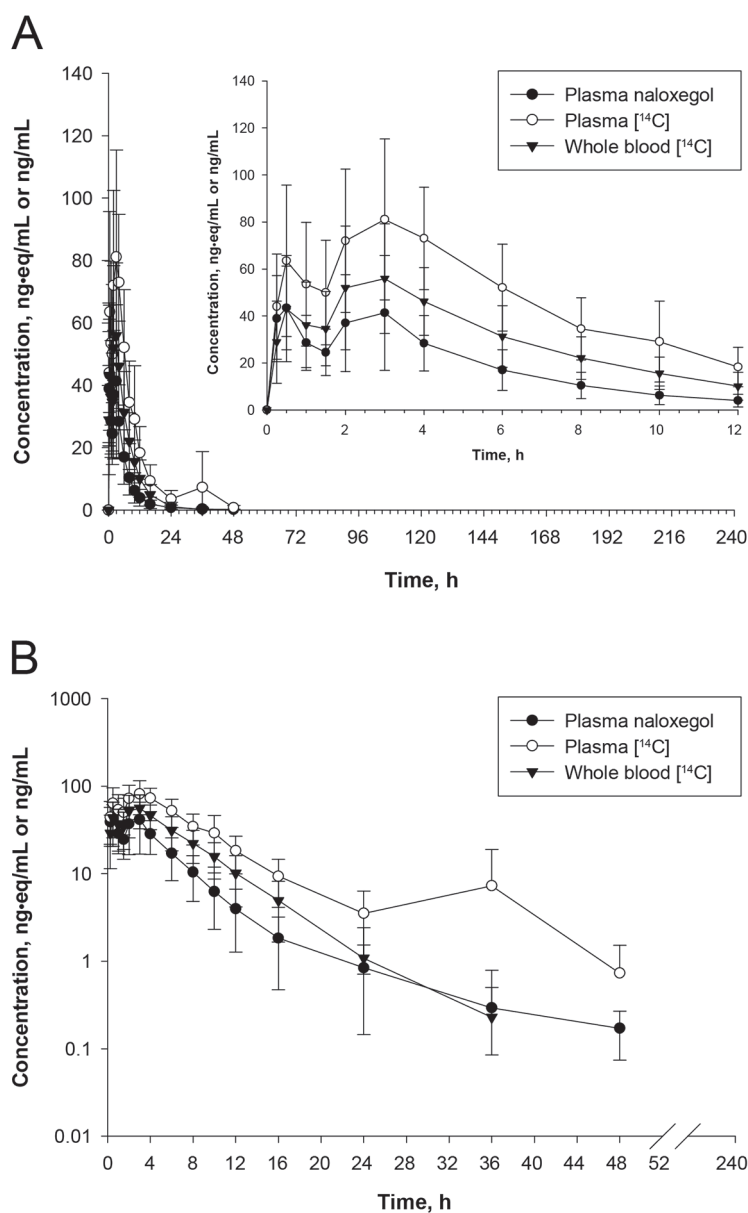 A
Concentration, ng•eq/mL or ng/mL
140
120
100
80
60
40
20
0
0 24 48 72 96 120 144 168 192 216 240
Time, h
Concentration, ng•eq/mL or ng/mL
140
120
100
80
60
40
20
0
0 2 4 6 8 10 12
Time, h
Plasma naloxegol
Plasma [¹⁴C]
Whole blood [¹⁴C]
B
Concentration, ng•eq/mL or ng/mL
1000
100
10
1
0.1
0.01
0 4 8 12 16 20 24 28 32 36 40 44 48 52 240
Time, h
Plasma naloxegol
Plasma [¹⁴C]
Whole blood [¹⁴C]